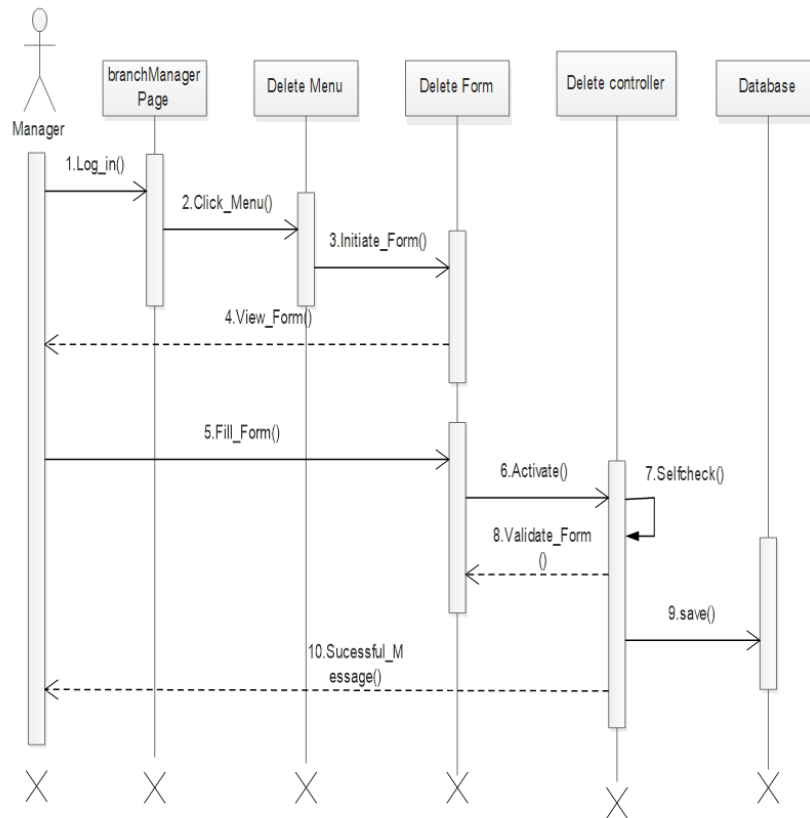 branchManager
Page
Delete Menu
Delete Form
Delete controller
Database
Manager
1.Log_in()
2.Click_Menu()
3.Initiate_Form()
4.View_Form()
5.Fill_Form()
6.Activate()
7.Selfcheck()
8.Validate_Form
()
9.save()
10.Sucessful_M
essage()